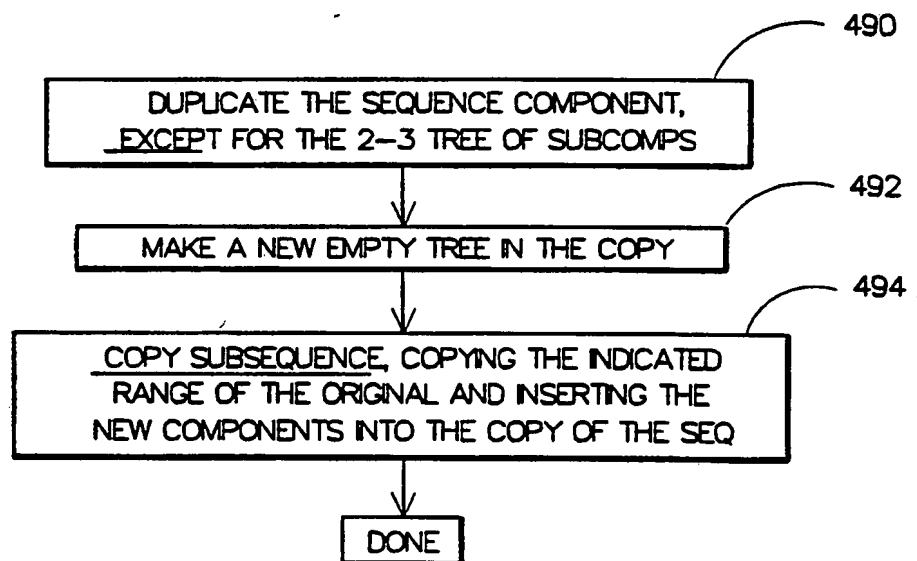 490
DUPLICATE THE SEQUENCE COMPONENT,
EXCEPT FOR THE 2-3 TREE OF SUBCOMPS
492
MAKE A NEW EMPTY TREE IN THE COPY
494
COPY SUBSEQUENCE, COPYING THE INDICATED
RANGE OF THE ORIGINAL AND INSERTING THE
NEW COMPONENTS INTO THE COPY OF THE SEQ
DONE